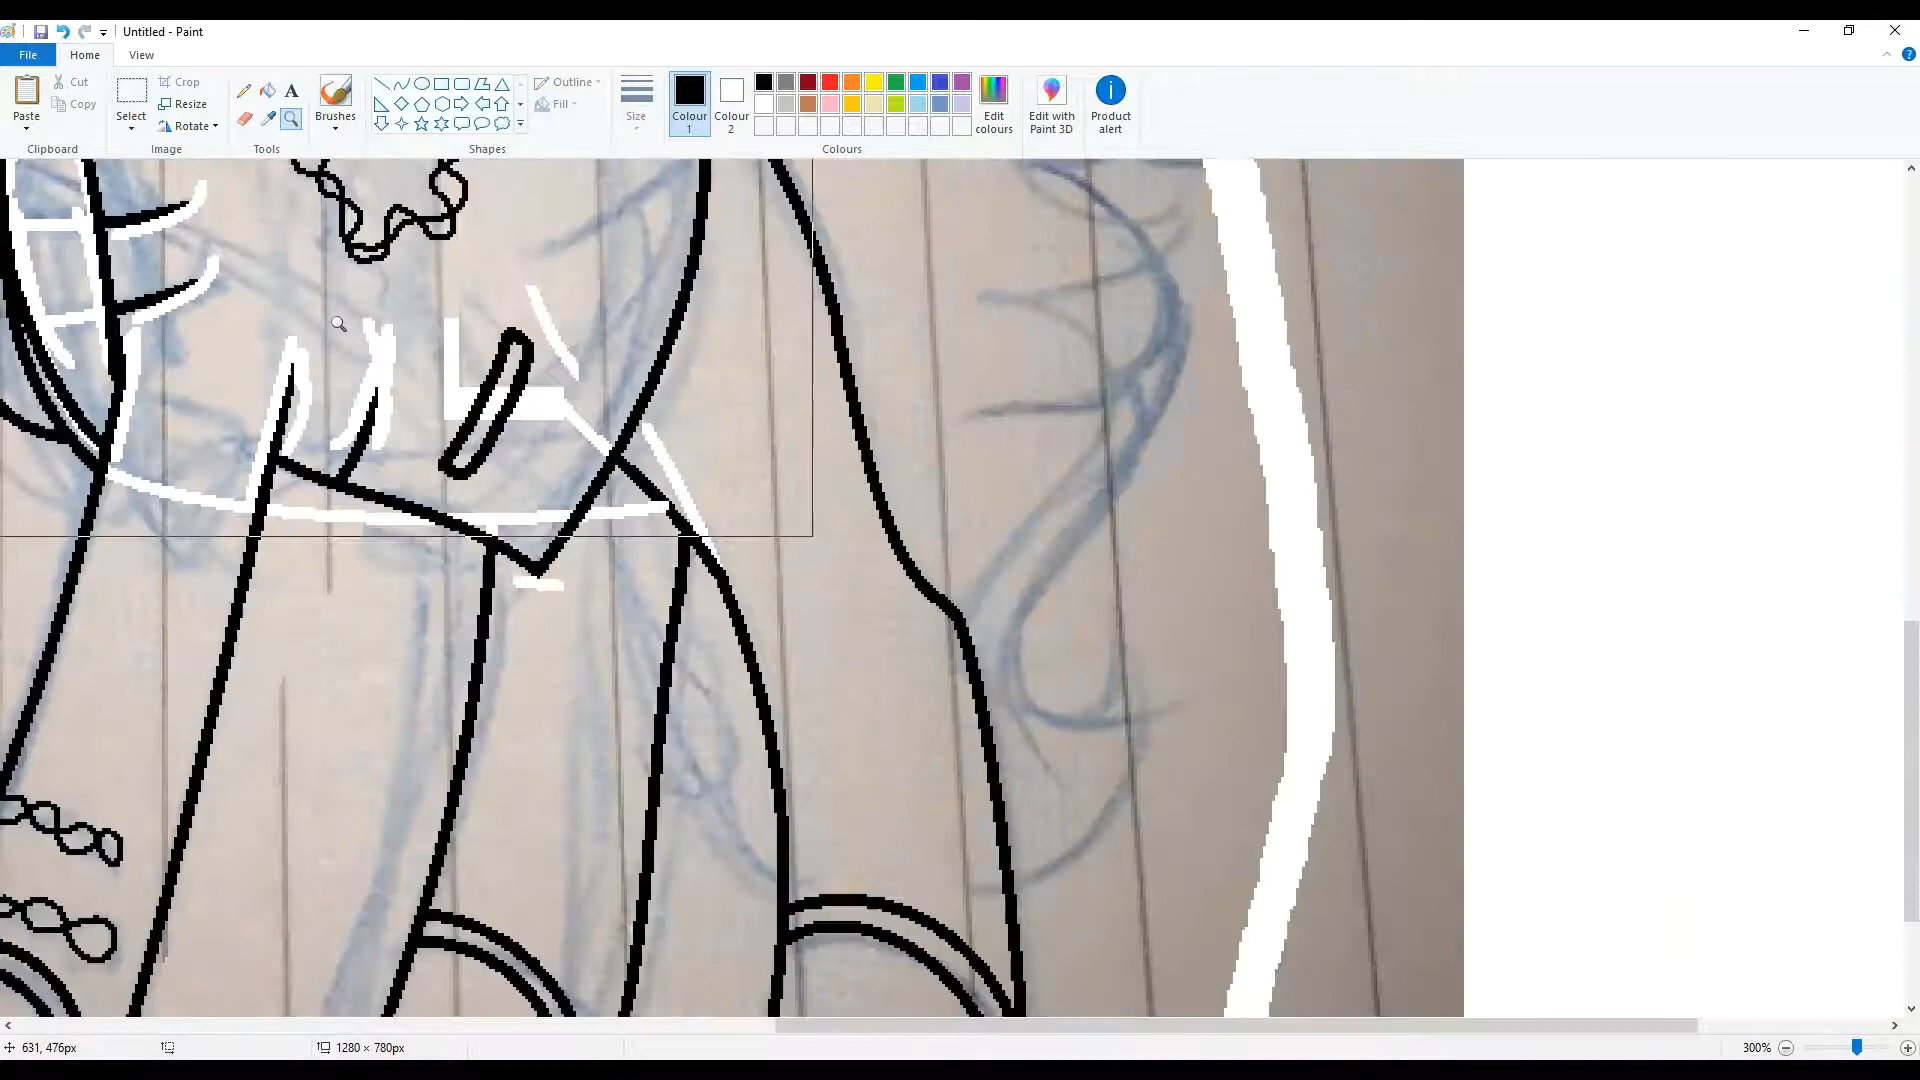 Untitled - Paint
File
Home
View
Paste
Cut
Copy
Clipboard
Select
Crop
Resize
Rotate
Image
A
Tools
Brushes
Shapes
Outline
Fill
Size
Colour
1
Colour
2
Colours
Edit
colours
Edit with
Paint 3D
Product
alert
631, 476px
1280 × 780px
300%